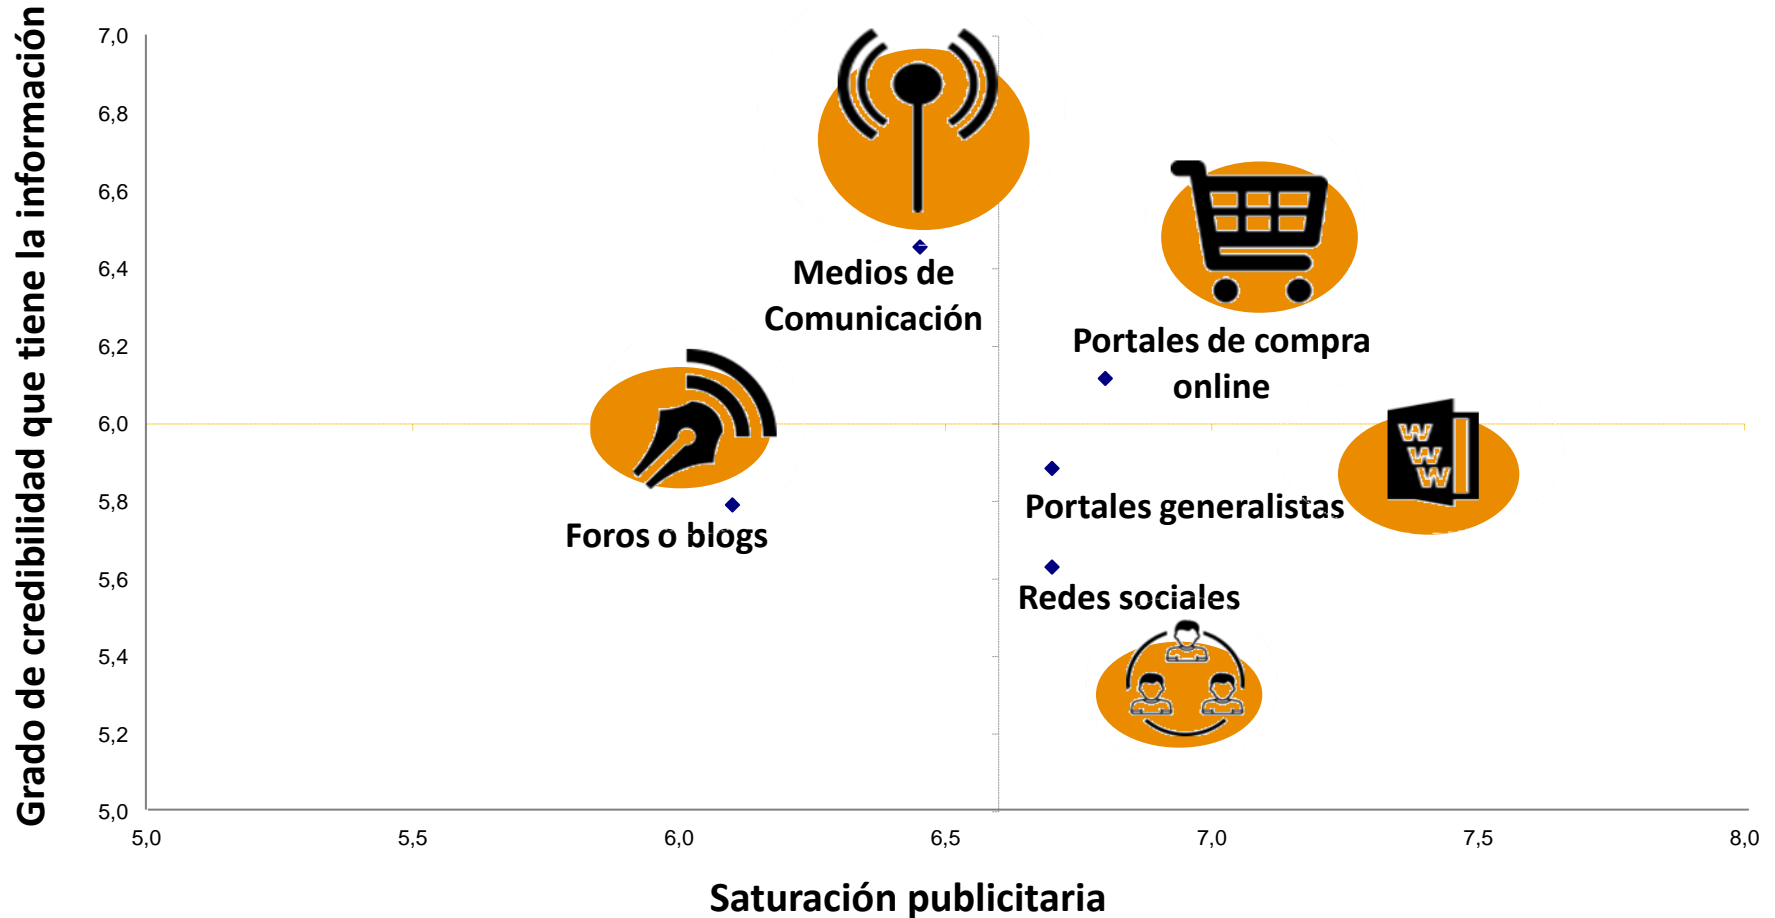 Grado de credibilidad que tiene la información
7,0
6,8
6,6
6,4
6,2
6,0
5,8
5,6
5,4
5,2
5,0
Medios de
Comunicación
Portales de compra
online
WWW
Portales generalistas
Foros o blogs
Redes sociales
5,0
5,5
6,0
6,5
7,0
7,5
8,0
Saturación publicitaria